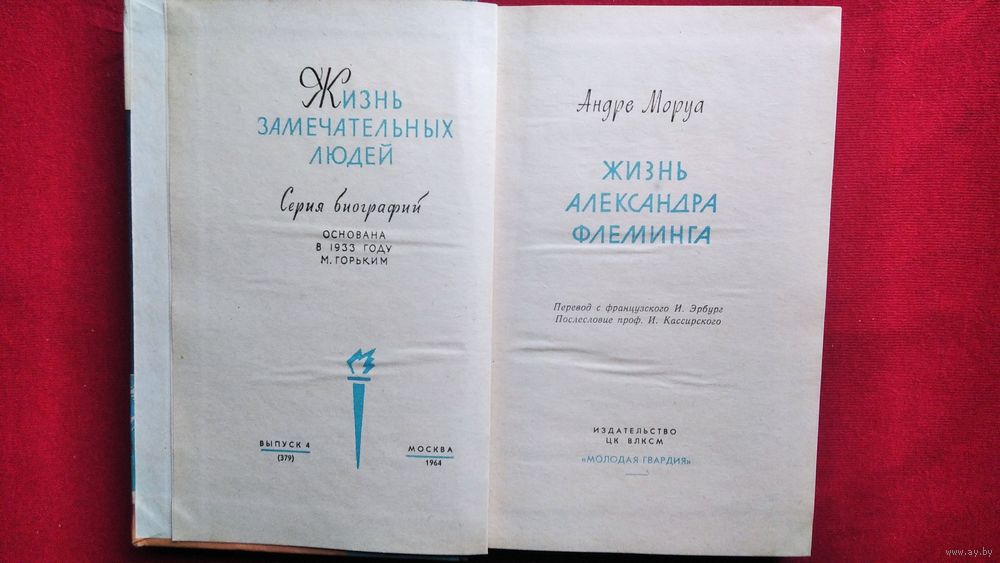 Жизнь
ЗАМЕЧАТЕЛЬНЫХ
ЛЮДЕЙ
Серия биографий
ОСНОВАНА
В 1933 ГОДУ
М. ГОРЬКИМ
ВЫПУСК 4
(379)
МОСКВА
1964
Андре Моруа
ЖИЗНЬ
АЛЕКСАНДРА
ФЛЕМИНГА
Перевод с французского И. Эрбург
Послесловие проф. И. Кассирского
ИЗДАТЕЛЬСТВО
ЦК ВЛКСМ
«МОЛОДАЯ ГВАРДИЯ»
www.ay.by